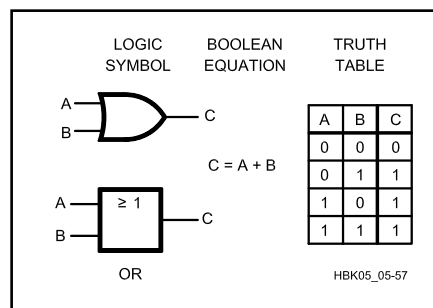 LOGIC SYMBOL
BOOLEAN EQUATION
TRUTH TABLE
A
B
C
C = A + B
A
B
≥ 1
C
OR
A B C
0 0 0
0 1 1
1 0 1
1 1 1
HBK05_05-57